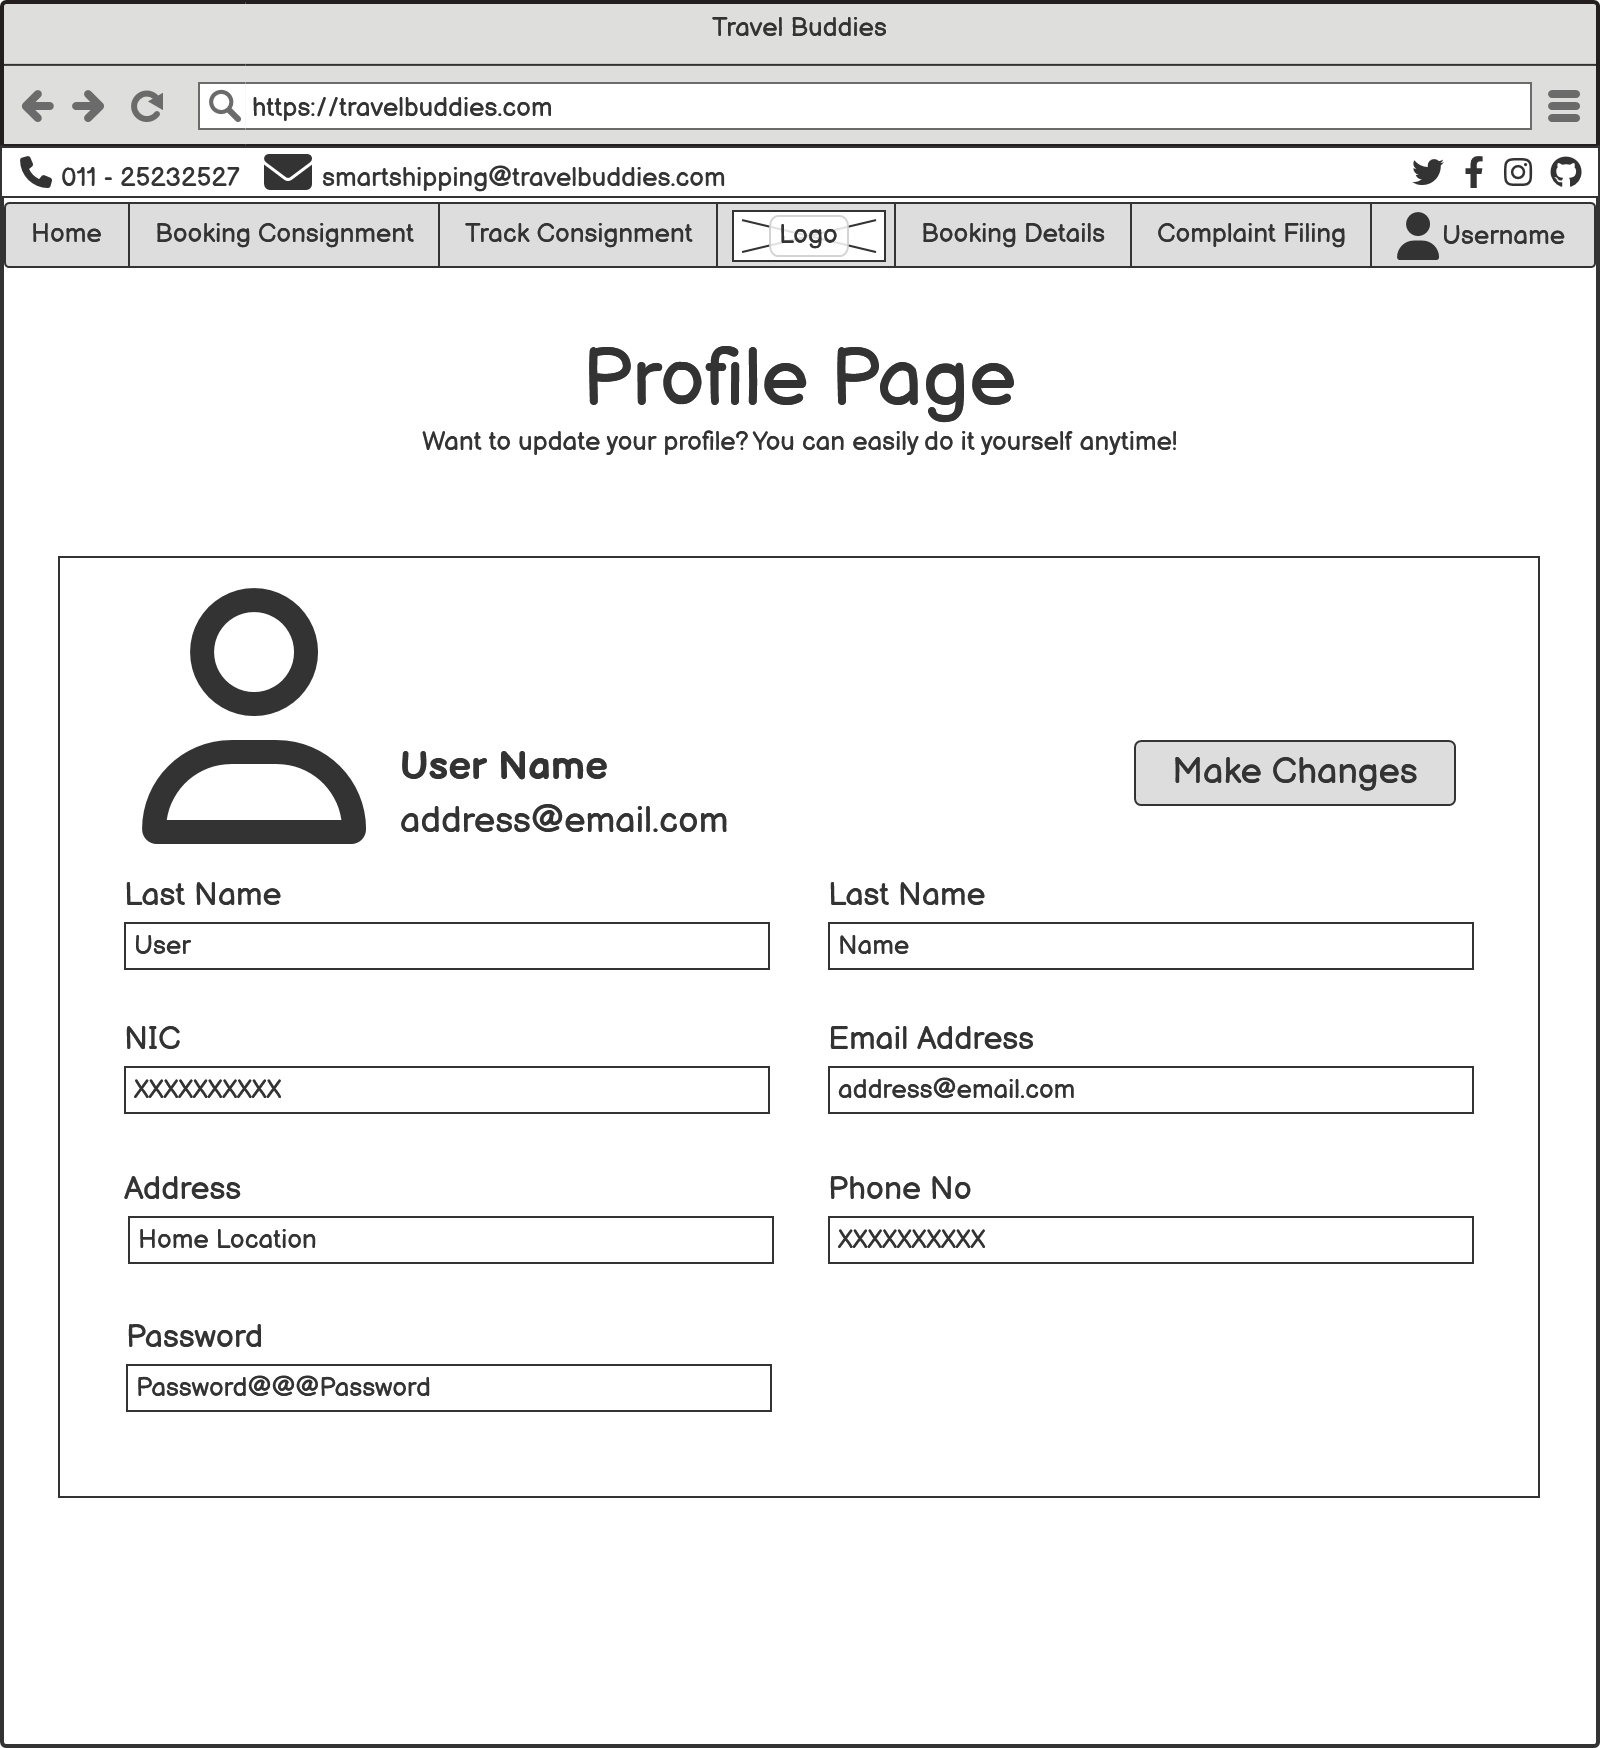 Travel Buddies
https://travelbuddies.com
011 - 25232527 smartshipping@travelbuddies.com
Home Booking Consignment Track Consignment Logo Booking Details Complaint Filing Username
Profile Page
Want to update your profile? You can easily do it yourself anytime!
User Name
Make Changes
address@email.com
Last Name Last Name
User Name
NIC Email Address
XXXXXXXXXX address@email.com
Address Phone No
Home Location XXXXXXXXXX
Password
Password@@@Password